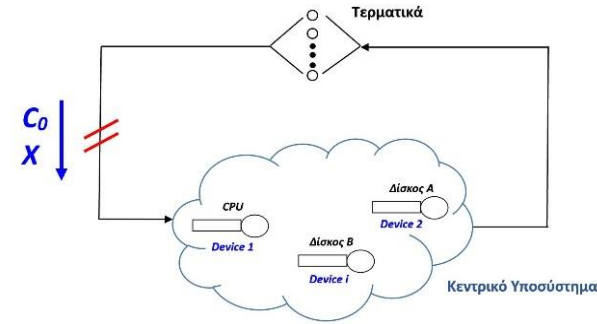 Τερματικά
C0
X
CPU
Device 1
Δίσκος Α
Device 2
Δίσκος Β
Device i
Κεντρικό Υποσύστημα